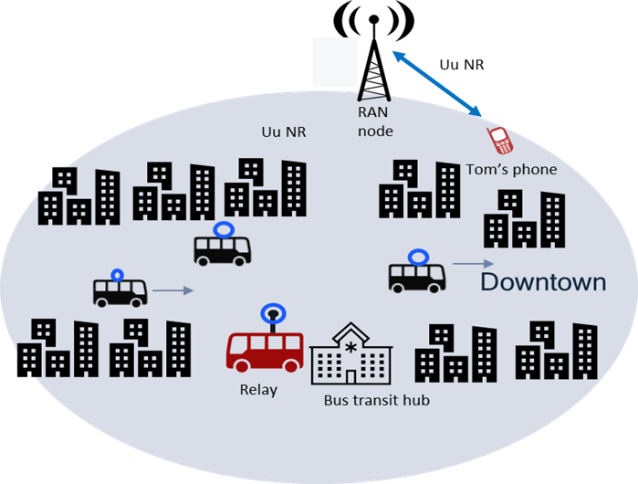 Uu NR
RAN
node
Uu NR
Tom's phone
Downtown
Relay
Bus transit hub